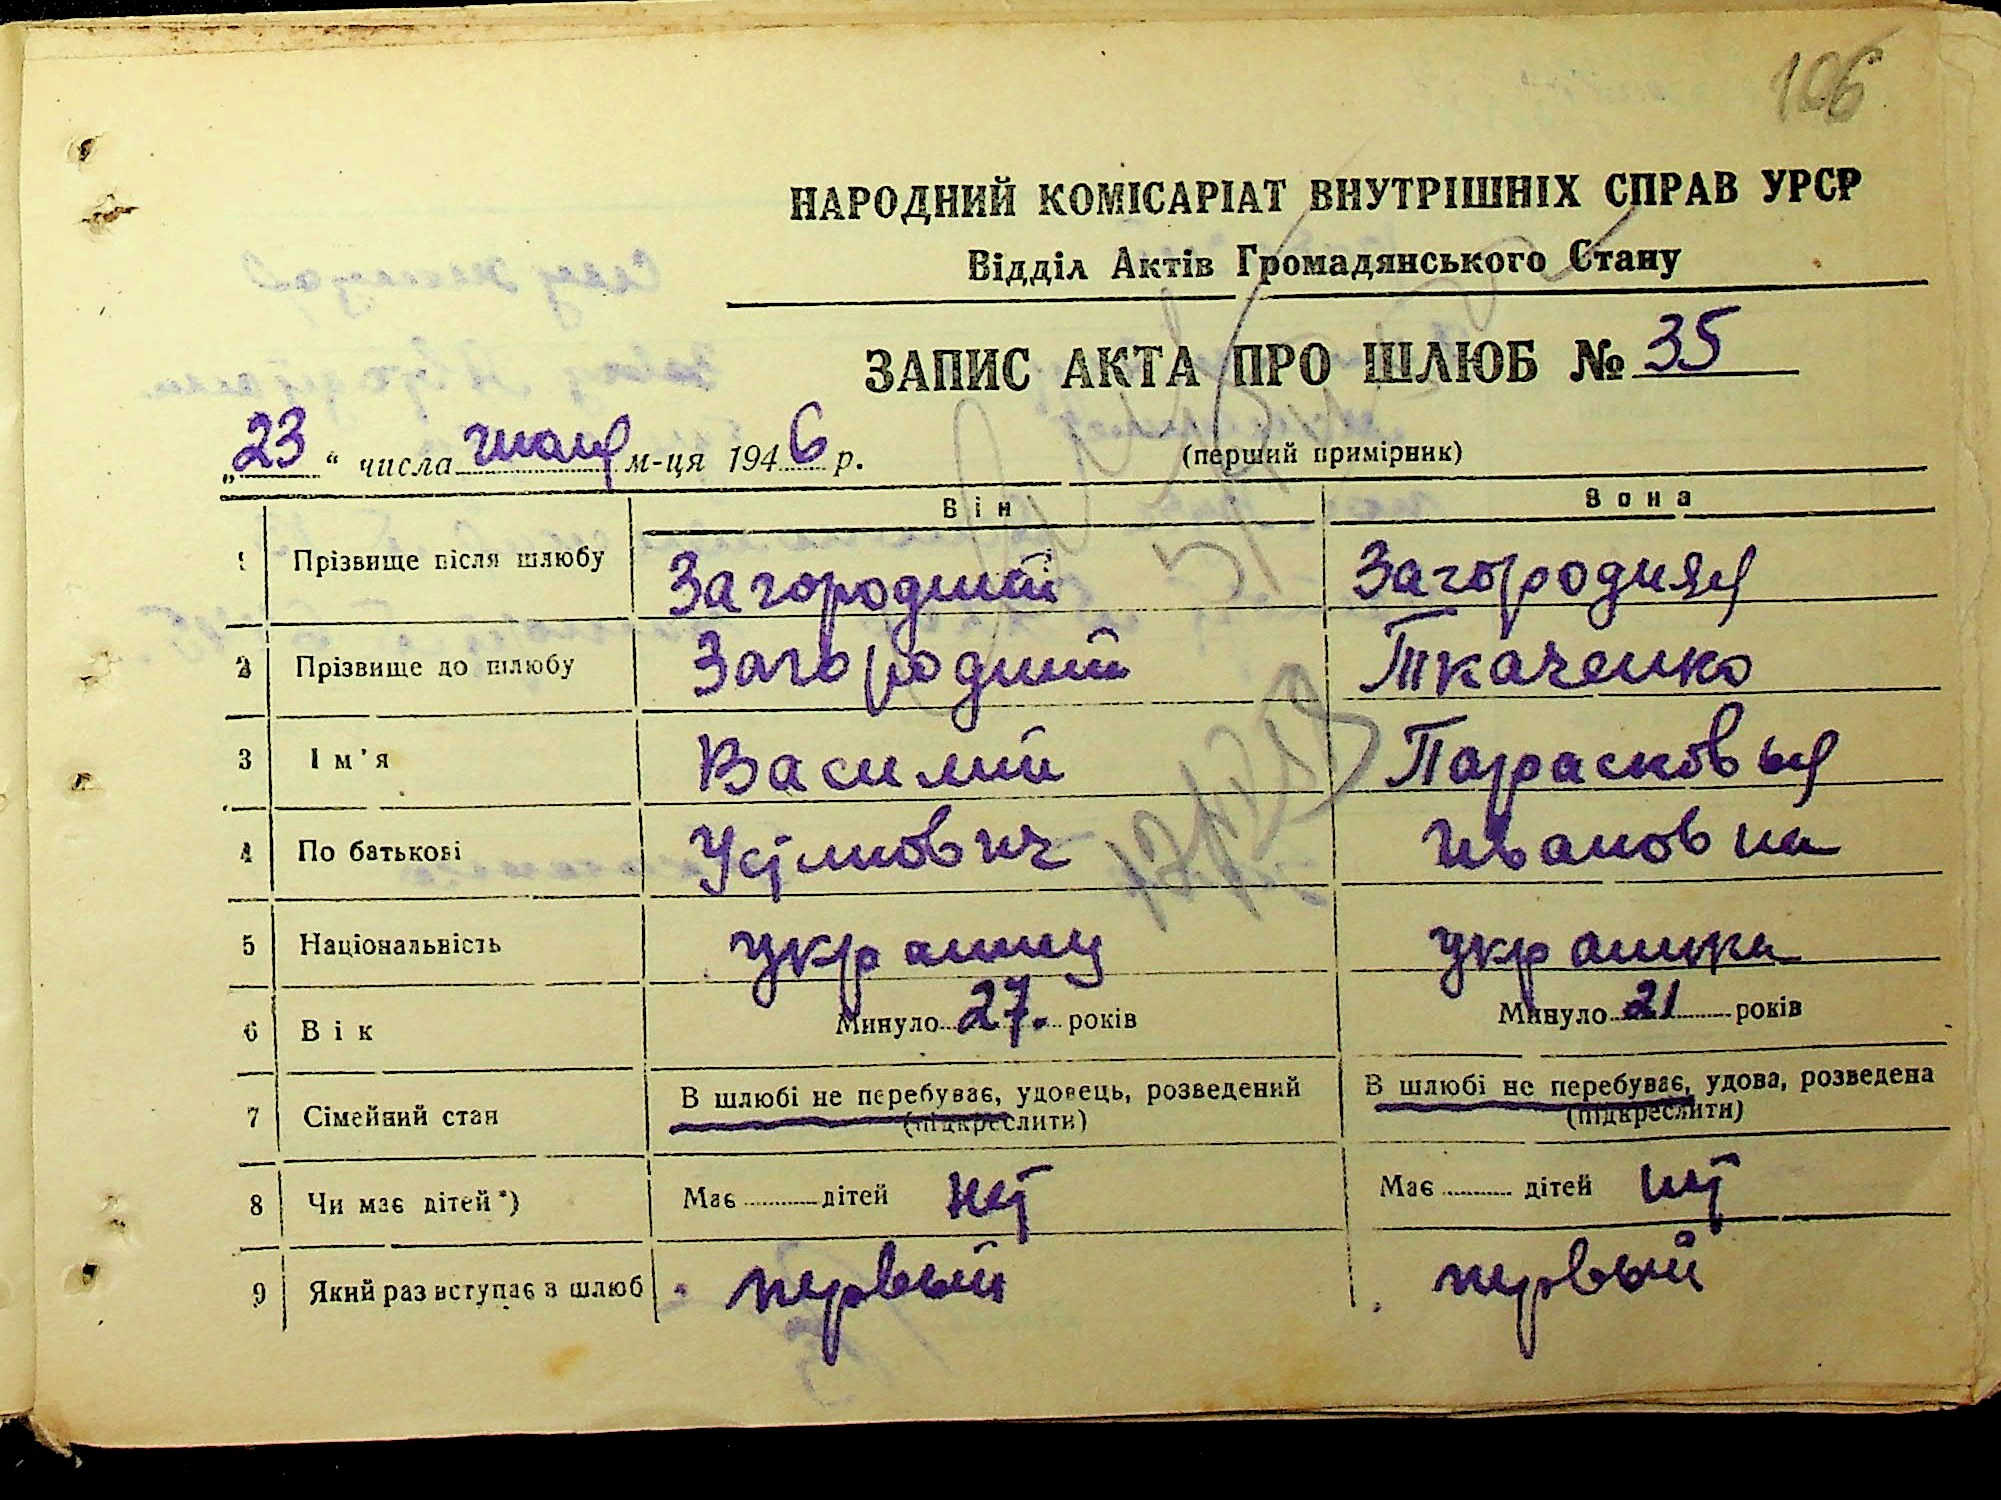 106
НАРОДНИЙ КОМІСАРІАТ ВНУТРІШНІХ СПРАВ УРСР
Відділ Актів Громадянського Стану
ЗАПИС АКТА ПРО ШЛЮБ № 35
„23“ числа июля м-ця 1946 р. (перший примірник)
Він Вона
1 Прізвище після шлюбу Загородний Загородняя
2 Прізвище до шлюбу Загородний Ткаченко
3 Ім'я Василий Парасковья
4 По батькові Ивановна
5 Національність украинец украинка
6 Вік Минуло 27. років Минуло 21 років
7 Сімейний стан В шлюбі не перебуває, удовець, розведений В шлюбі не перебуває, удова, розведена
(підкреслити) (підкреслити)
8 Чи має дітей*) Має дітей нет Має дітей нет
9 Який раз вступає в шлюб первый первый